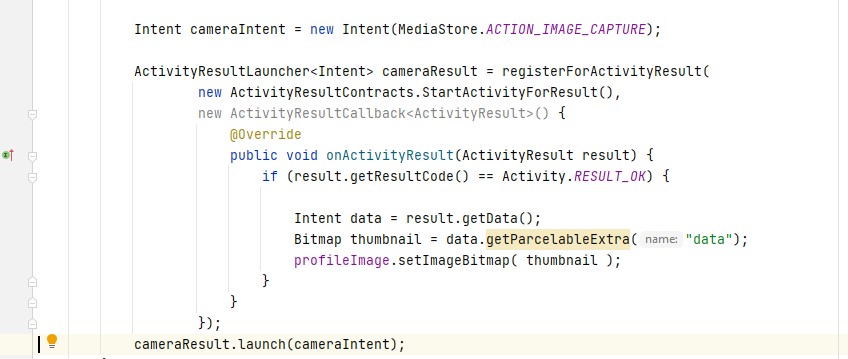 Intent cameraIntent = new Intent(MediaStore.ACTION_IMAGE_CAPTURE);
ActivityResultLauncher<Intent> cameraResult = registerForActivityResult(
new ActivityResultContracts.StartActivityForResult(),
new ActivityResultCallback<ActivityResult>() {
@Override
public void onActivityResult(ActivityResult result) {
if (result.getResultCode() == Activity.RESULT_OK) {
Intent data = result.getData();
Bitmap thumbnail = data.getParcelableExtra( name: "data");
profileImage.setImageBitmap( thumbnail );
}
}
});
cameraResult.launch(cameraIntent);